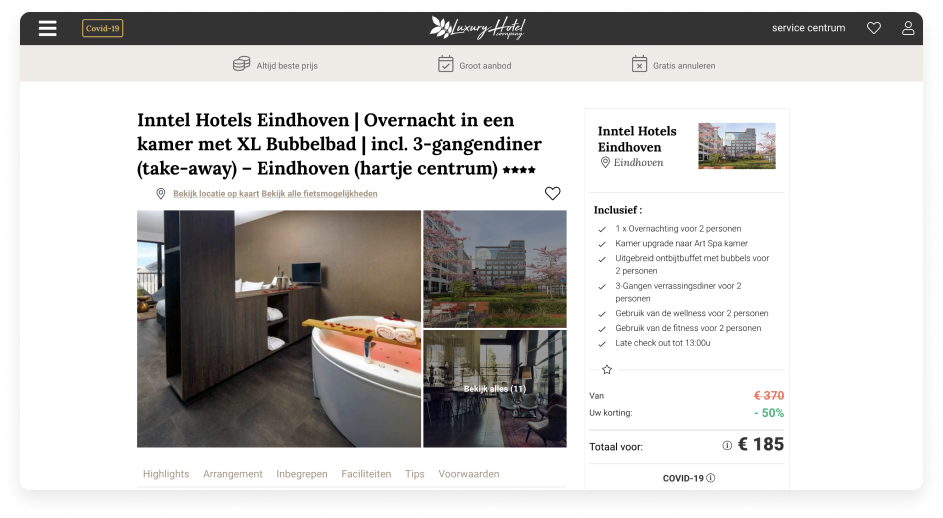 Covid-19
Luxury Hotel
company
service centrum
Altijd beste prijs
Groot aanbod
Gratis annuleren
Inntel Hotels Eindhoven | Overnacht in een
kamer met XL Bubbelbad | incl. 3-gangendiner
(take-away) – Eindhoven (hartje centrum) ★★★★
Bekijk locatie op kaart Bekijk alle fietsmogelijkheden
Bekijk alles (11)
Highlights
Arrangement
Inbegrepen
Faciliteiten
Tips
Voorwaarden
Inntel Hotels
Eindhoven
Eindhoven
Inclusief :
1 x Overnachting voor 2 personen
Kamer upgrade naar Art Spa kamer
Uitgebreid ontbijtbuffet met bubbels voor
2 personen
3-Gangen verrassingsdiner voor 2
personen
Gebruik van de wellness voor 2 personen
Gebruik van de fitness voor 2 personen
Late check out tot 13:00u
Van € 370
Uw korting: - 50%
Totaal voor: € 185
COVID-19